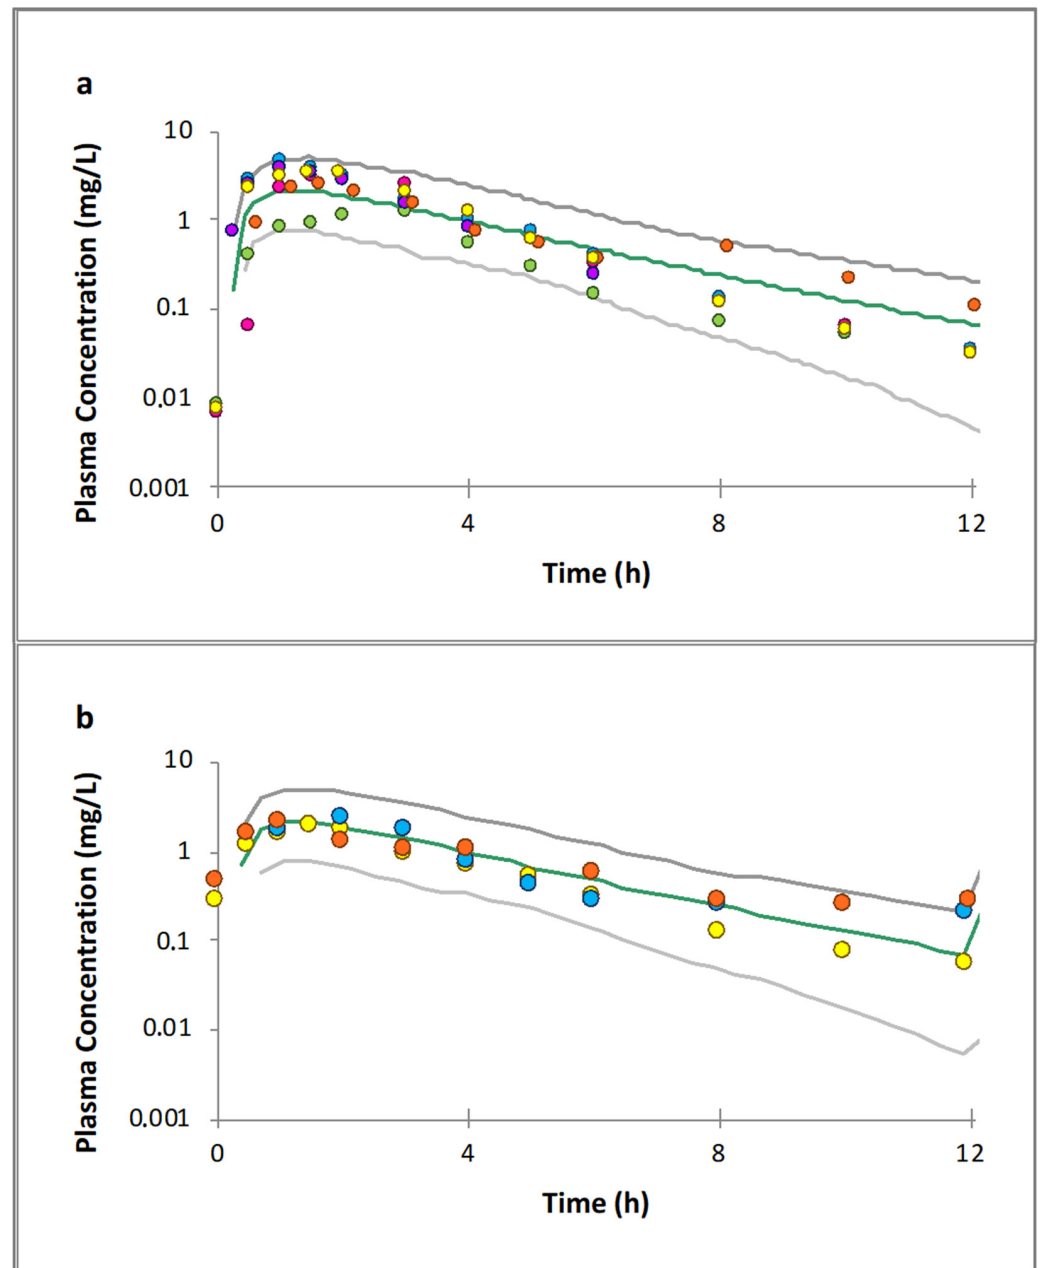 a
10
1
0.1
0.01
0.001
Plasma Concentration (mg/L)
0 4 8 12
Time (h)
b
10
1
0.1
0.01
0.001
Plasma Concentration (mg/L)
0 4 8 12
Time (h)